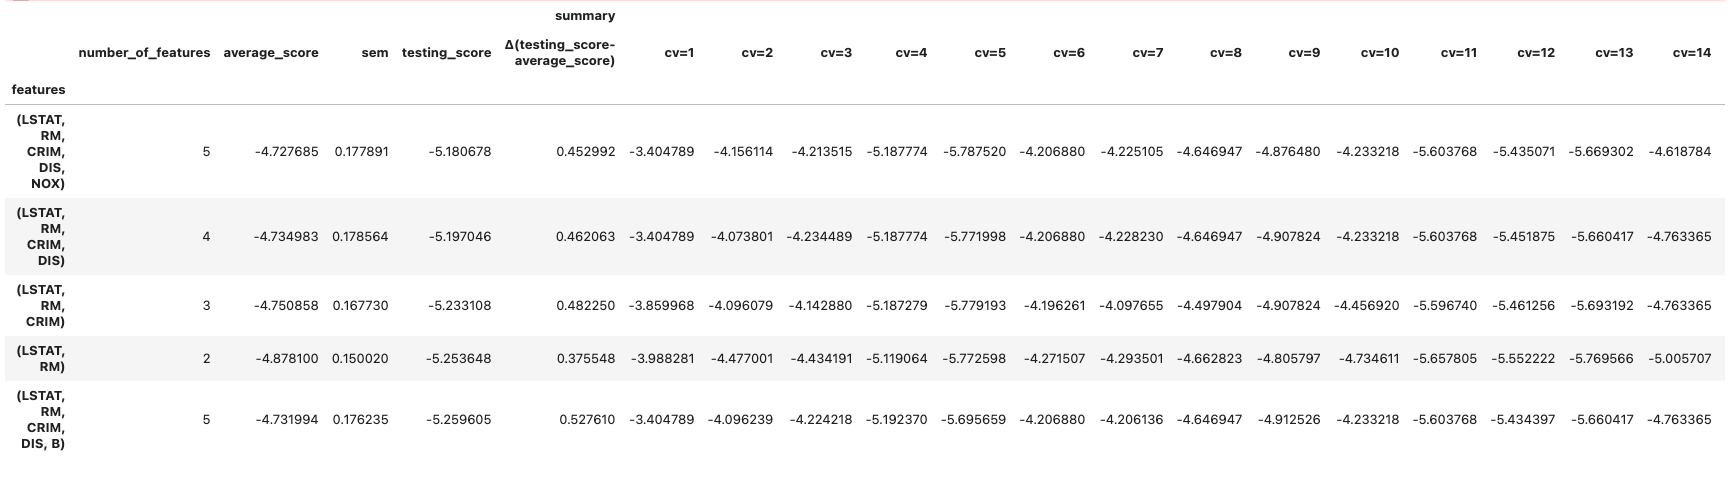 summary
number_of_features average_score sem testing_score Δ(testing_score-average_score) cv=1 cv=2 cv=3 cv=4 cv=5 cv=6 cv=7 cv=8 cv=9 cv=10 cv=11 cv=12 cv=13 cv=14
features
(LSTAT, RM, CRIM, DIS, NOX) 5 -4.727685 0.177891 -5.180678 0.452992 -3.404789 -4.156114 -4.213515 -5.187774 -5.787520 -4.206880 -4.225105 -4.646947 -4.876480 -4.233218 -5.603768 -5.435071 -5.669302 -4.618784
(LSTAT, RM, CRIM, DIS) 4 -4.734983 0.178564 -5.197046 0.462063 -3.404789 -4.073801 -4.234489 -5.187774 -5.771998 -4.206880 -4.228230 -4.646947 -4.907824 -4.233218 -5.603768 -5.451875 -5.660417 -4.763365
(LSTAT, RM, CRIM) 3 -4.750858 0.167730 -5.233108 0.482250 -3.859968 -4.096079 -4.142880 -5.187279 -5.779193 -4.196261 -4.097655 -4.497904 -4.907824 -4.456920 -5.596740 -5.461256 -5.693192 -4.763365
(LSTAT, RM) 2 -4.878100 0.150020 -5.253648 0.375548 -3.988281 -4.477001 -4.434191 -5.119064 -5.772598 -4.271507 -4.293501 -4.662823 -4.805797 -4.734611 -5.657805 -5.552222 -5.769566 -5.005707
(LSTAT, RM, CRIM, DIS, B) 5 -4.731994 0.176235 -5.259605 0.527610 -3.404789 -4.096239 -4.224218 -5.192370 -5.695659 -4.206880 -4.206136 -4.646947 -4.912526 -4.233218 -5.603768 -5.434397 -5.660417 -4.763365